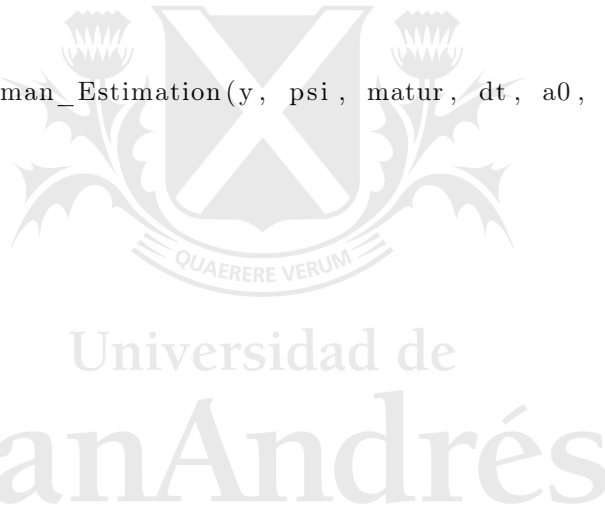 man_Estimation(y, psi, matur, dt, a0,
QUAERERE VERUM
Universidad de
anAndrés